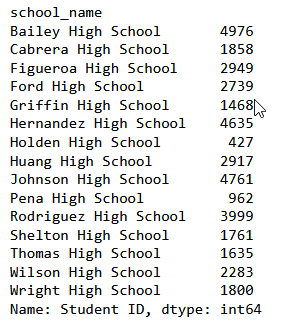 school_name
Bailey High School       4976
Cabrera High School      1858
Figueroa High School     2949
Ford High School         2739
Griffin High School      1468
Hernandez High School    4635
Holden High School        427
Huang High School        2917
Johnson High School      4761
Pena High School          962
Rodriguez High School    3999
Shelton High School      1761
Thomas High School       1635
Wilson High School       2283
Wright High School       1800
Name: Student ID, dtype: int64